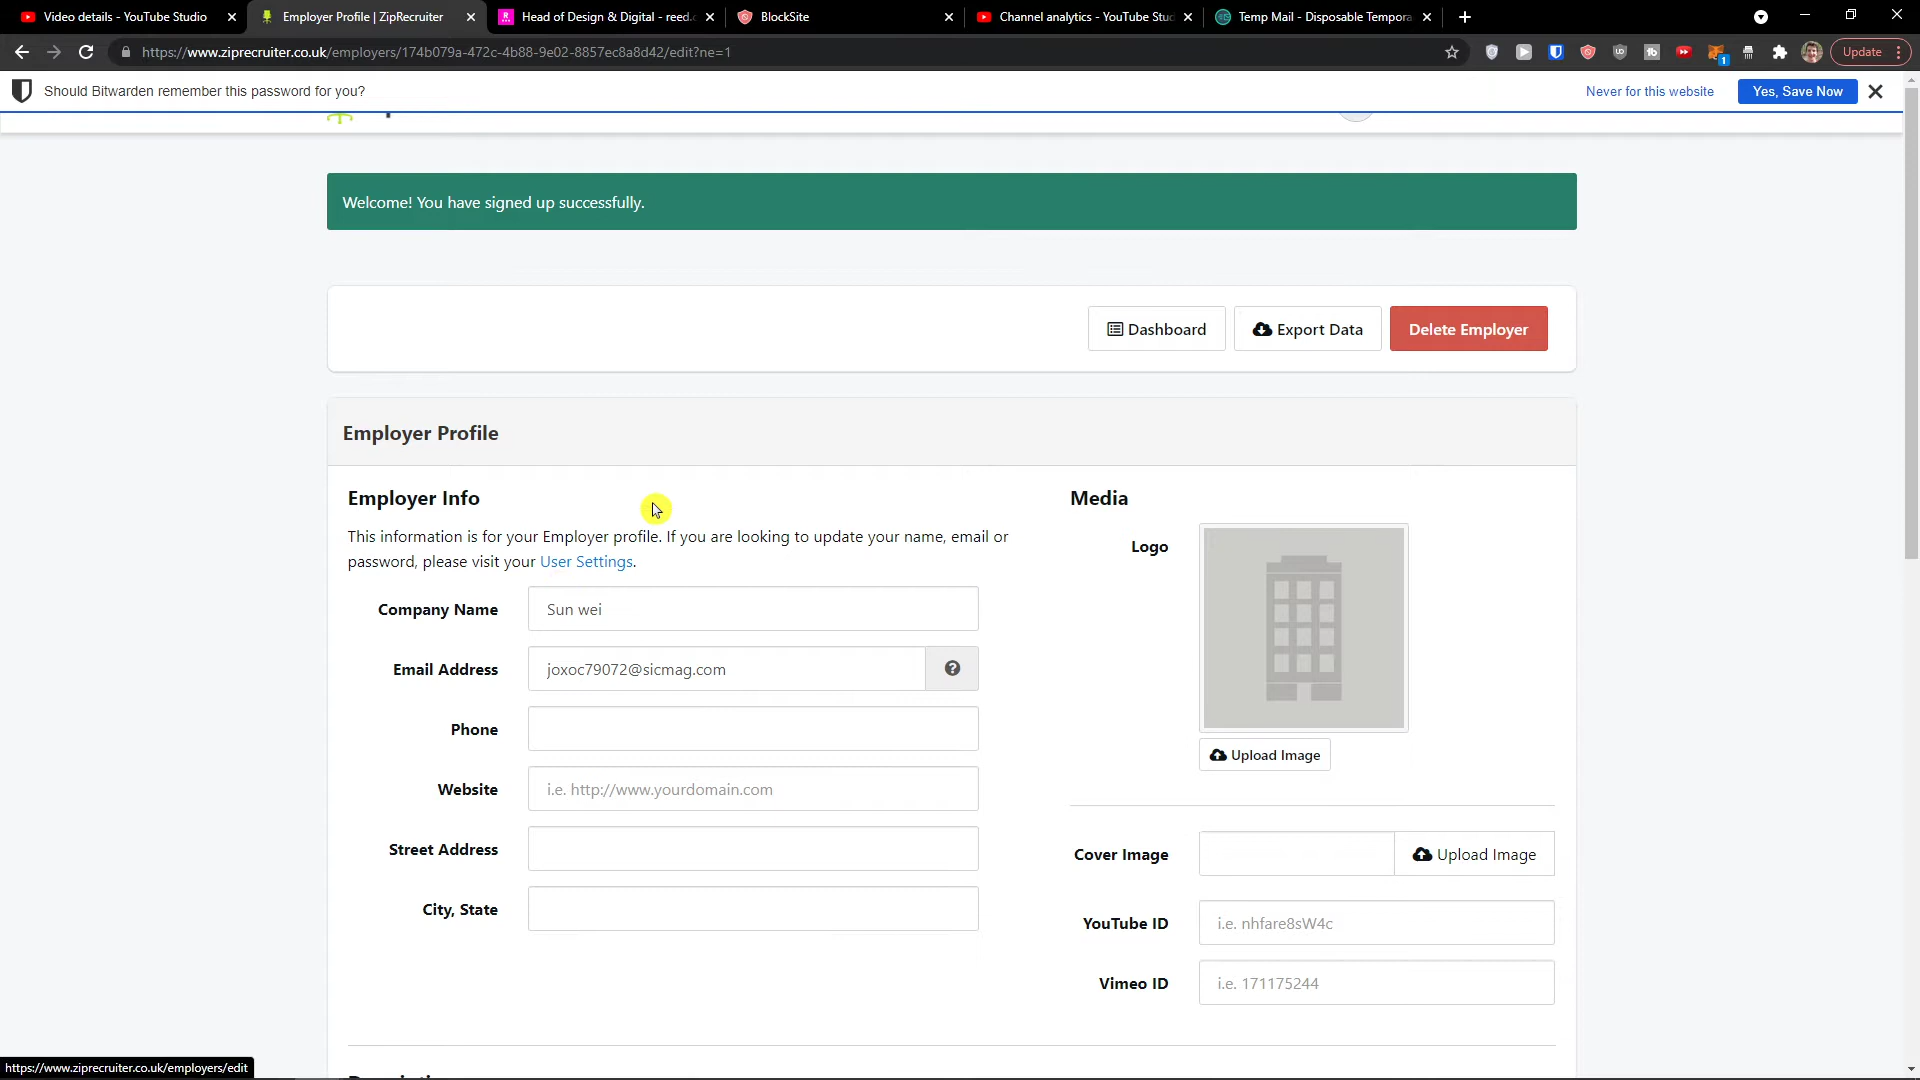 Video details - YouTube Studio
Employer Profile | ZipRecruiter
Head of Design & Digital - reed.c
BlockSite
Channel analytics - YouTube Stud
Temp Mail - Disposable Tempora
https://www.ziprecruiter.co.uk/employers/174b079a-472c-4b88-9e02-8857ec8a8d42/edit?ne=1
1
Update
Should Bitwarden remember this password for you?
Never for this website
Yes, Save Now
Welcome! You have signed up successfully.
Dashboard
Export Data
Delete Employer
Employer Profile
Employer Info
This information is for your Employer profile. If you are looking to update your name, email or
password, please visit your User Settings.
Company Name
Sun wei
Email Address
joxoc79072@sicmag.com
Phone
Website
i.e. http://www.yourdomain.com
Street Address
City, State
Media
Logo
Upload Image
Cover Image
Upload Image
YouTube ID
i.e. nhfare8sW4c
Vimeo ID
i.e. 171175244
https://www.ziprecruiter.co.uk/employers/edit